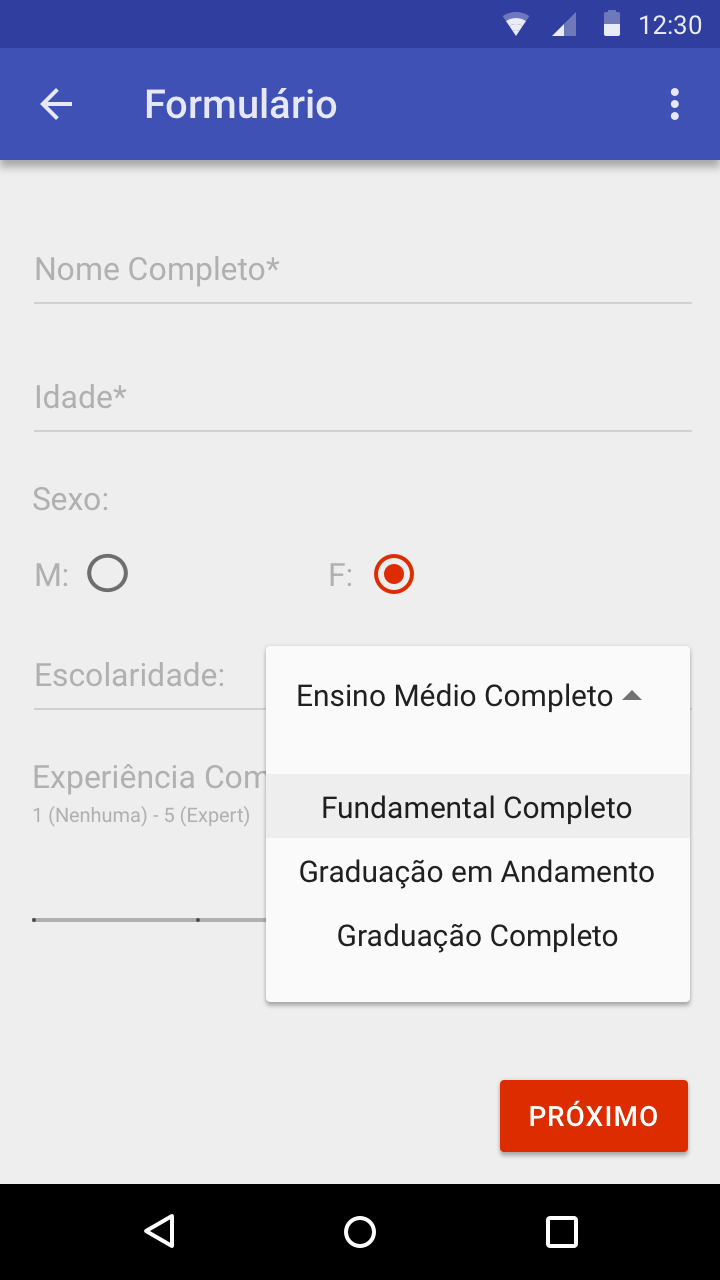 12:30
Formulário
Nome Completo*
Idade*
Sexo:
M: F:
Escolaridade: Ensino Médio Completo
Experiência Com
1 (Nenhuma) - 5 (Expert)
Fundamental Completo
Graduação em Andamento
Graduação Completo
PRÓXIMO